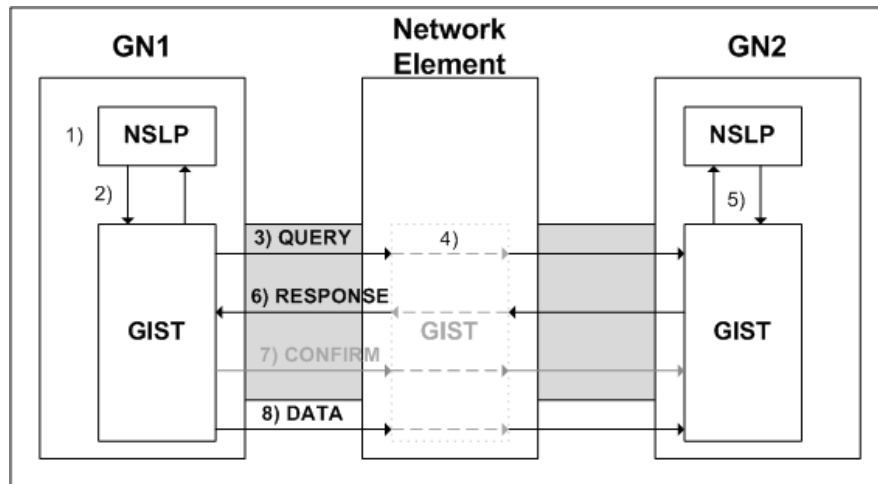 GN1
Network
Element
GN2
1)
NSLP
NSLP
2)
5)
3) QUERY
4)
6) RESPONSE
GIST
GIST
GIST
7) CONFIRM
8) DATA